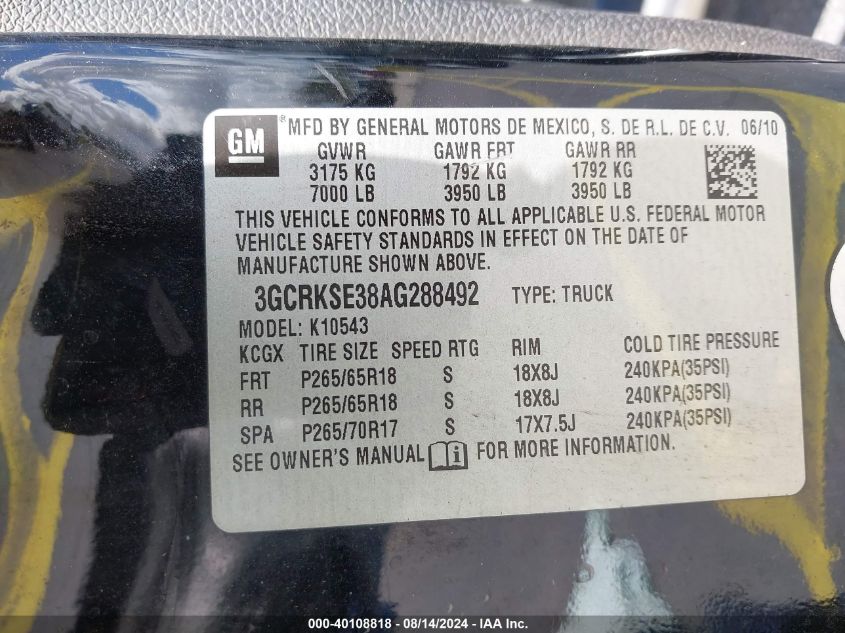 GM ® MFD BY GENERAL MOTORS DE MEXICO, S. DE R.L. DE C.V. 06/10
GVWR GAWR FRT GAWR RR
3175 KG 1792 KG 1792 KG
7000 LB 3950 LB 3950 LB
THIS VEHICLE CONFORMS TO ALL APPLICABLE U.S. FEDERAL MOTOR
VEHICLE SAFETY STANDARDS IN EFFECT ON THE DATE OF
MANUFACTURE SHOWN ABOVE.
3GCRKSE38AG288492 TYPE: TRUCK
MODEL: K10543
KCGX TIRE SIZE SPEED RTG RIM COLD TIRE PRESSURE
FRT P265/65R18 S 18X8J 240KPA(35PSI)
RR P265/65R18 S 18X8J 240KPA(35PSI)
SPA P265/70R17 S 17X7.5J 240KPA(35PSI)
SEE OWNER'S MANUAL i FOR MORE INFORMATION.
000-40108818 - 08/14/2024 - IAAI.com